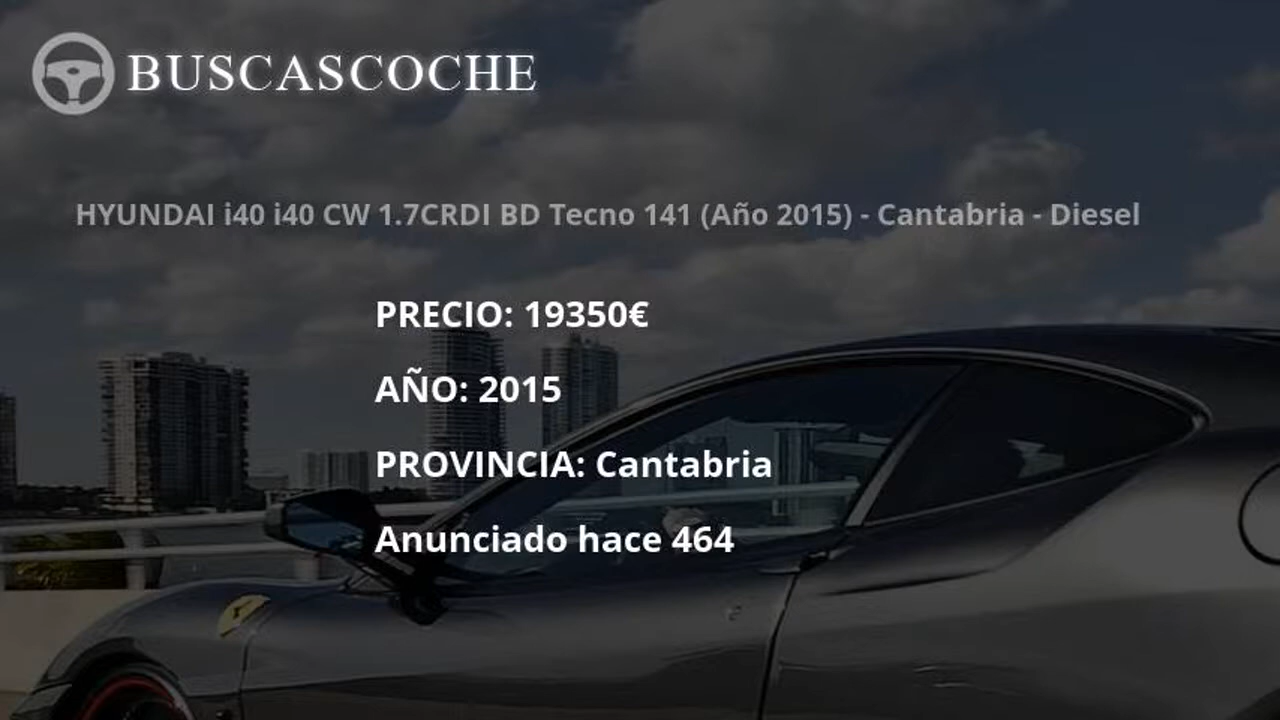 BUSCASCOCHE
HYUNDAI i40 i40 CW 1.7CRDI BD Tecno 141 (Año 2015) - Cantabria - Diesel
PRECIO: 19350€
AÑO: 2015
PROVINCIA: Cantabria
Anunciado hace 464